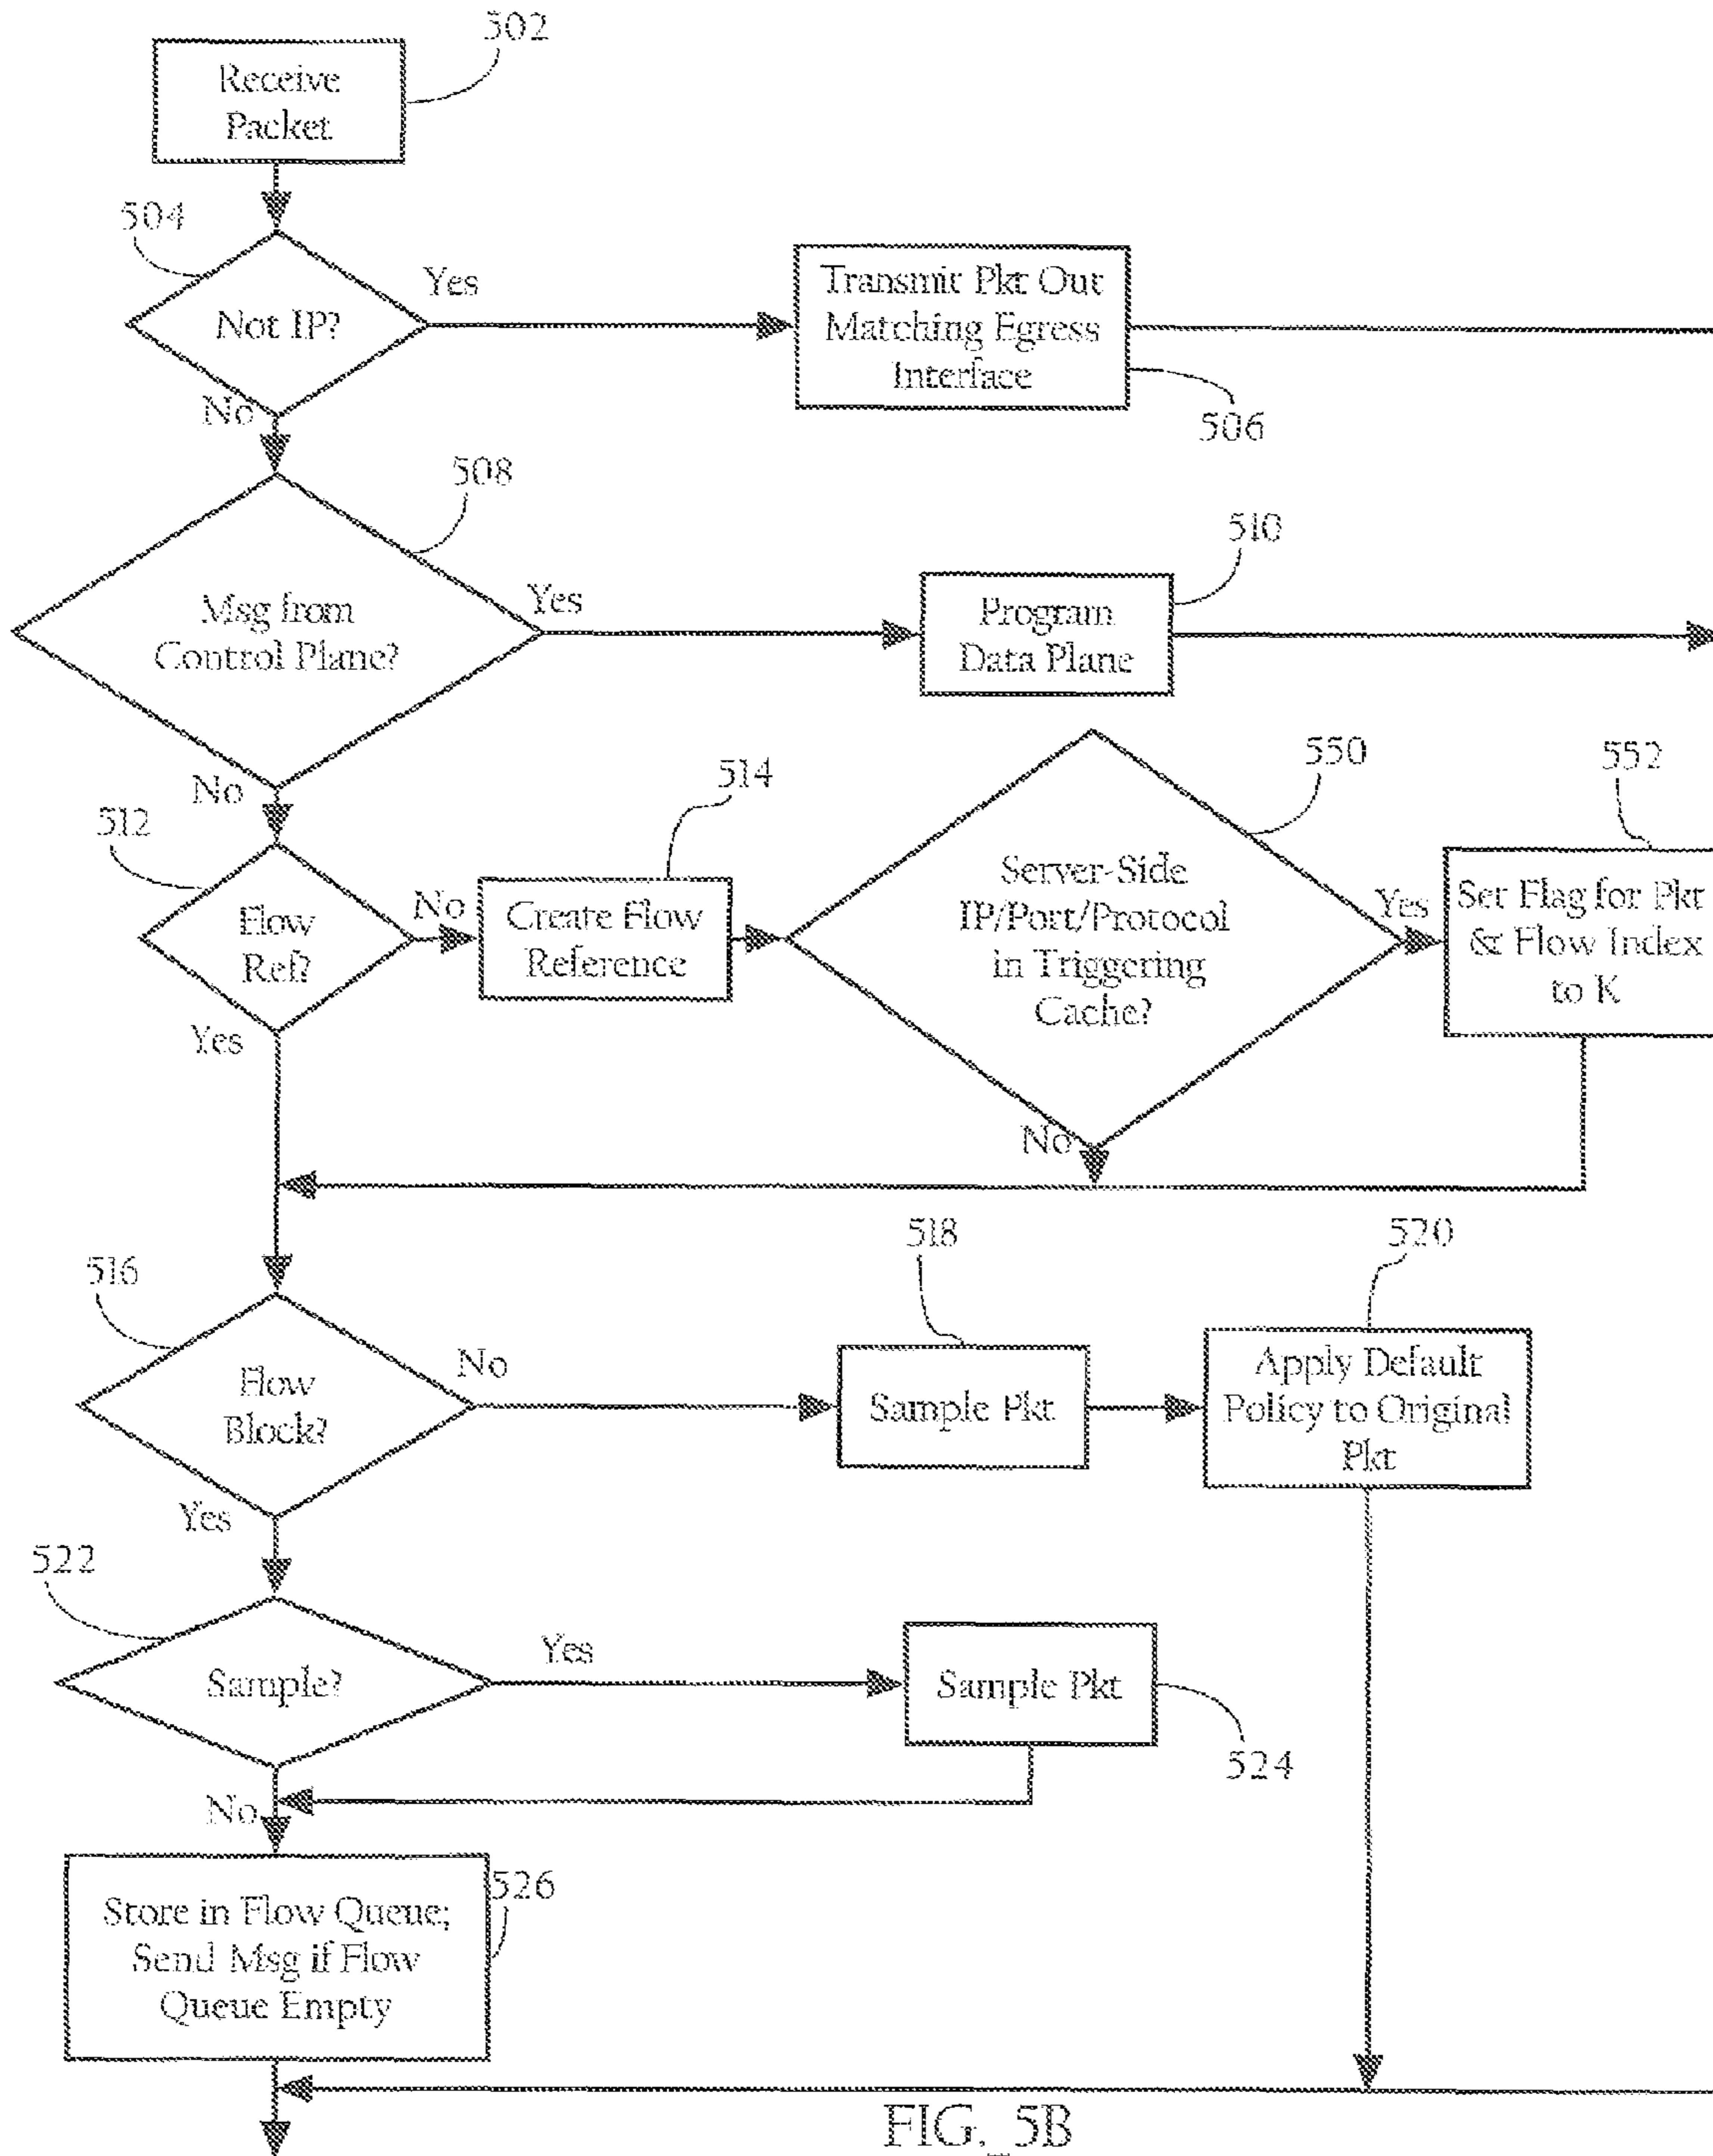 502
Receive
Packet
504
Not IP?
Yes
No
Transmit Pkt Out
Matching Egress
Interface
506
508
Msg from
Control Plane?
Yes
No
510
Program
Data Plane
512
Flow
Ref?
No
Yes
514
Create Flow
Reference
550
Server-Side
IP/Port/Protocol
in Triggering
Cache?
Yes
No
552
Set Flag for Pkt
& Flow Index
to K
516
Flow
Block?
No
Yes
518
Sample Pkt
520
Apply Default
Policy to Original
Pkt
522
Sample?
Yes
No
Sample Pkt
524
Store in Flow Queue;
Send Msg if Flow
Queue Empty
526
FIG._5B